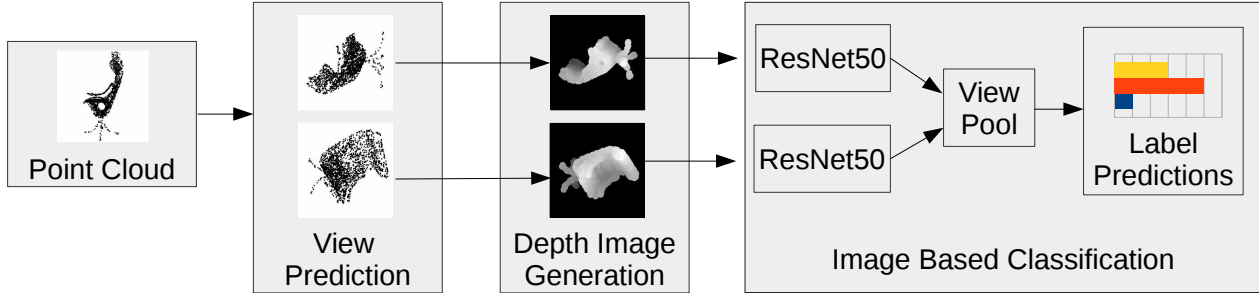 Point Cloud
View
Prediction
Depth Image
Generation
ResNet50
ResNet50
View
Pool
Label
Predictions
Image Based Classification